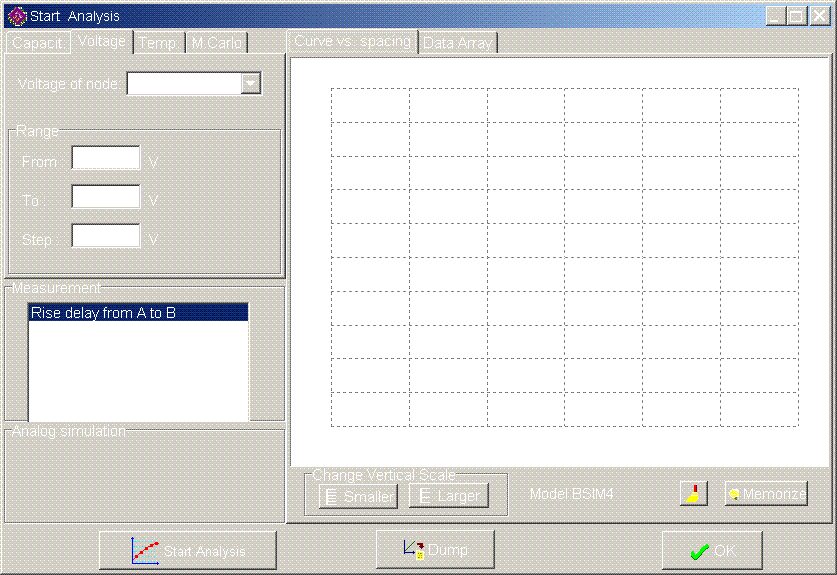 Start Analysis
Capacit. Voltage Temp. M.Carlo Curve vs. spacing Data Array
Voltage of node
Range
From : V
To : V
Step : V
Measurement
Rise delay from A to B
Analog simulation
Change Vertical Scale
Smaller Larger
Model BSIM4
Memorize
Start Analysis
Dump
OK